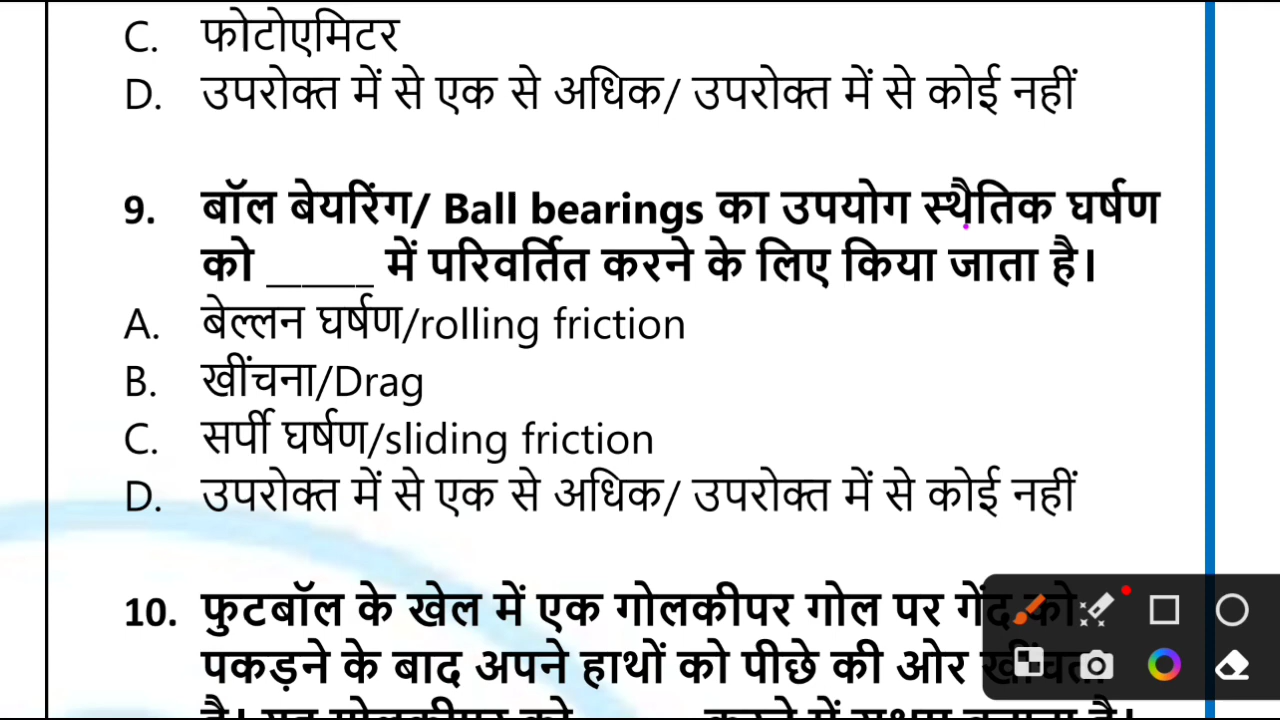 C. फोटोएमिटर
D. उपरोक्त में से एक से अधिक/ उपरोक्त में से कोई नहीं
9. बॉल बेयरिंग/ Ball bearings का उपयोग स्थैतिक घर्षण
को ______ में परिवर्तित करने के लिए किया जाता है।
A. बेल्लन घर्षण/rolling friction
B. खींचना/Drag
C. सर्पी घर्षण/sliding friction
D. उपरोक्त में से एक से अधिक/ उपरोक्त में से कोई नहीं
10. फुटबॉल के खेल में एक गोलकीपर गोल पर गेंद को
पकड़ने के बाद अपने हाथों को पीछे की ओर खींचता